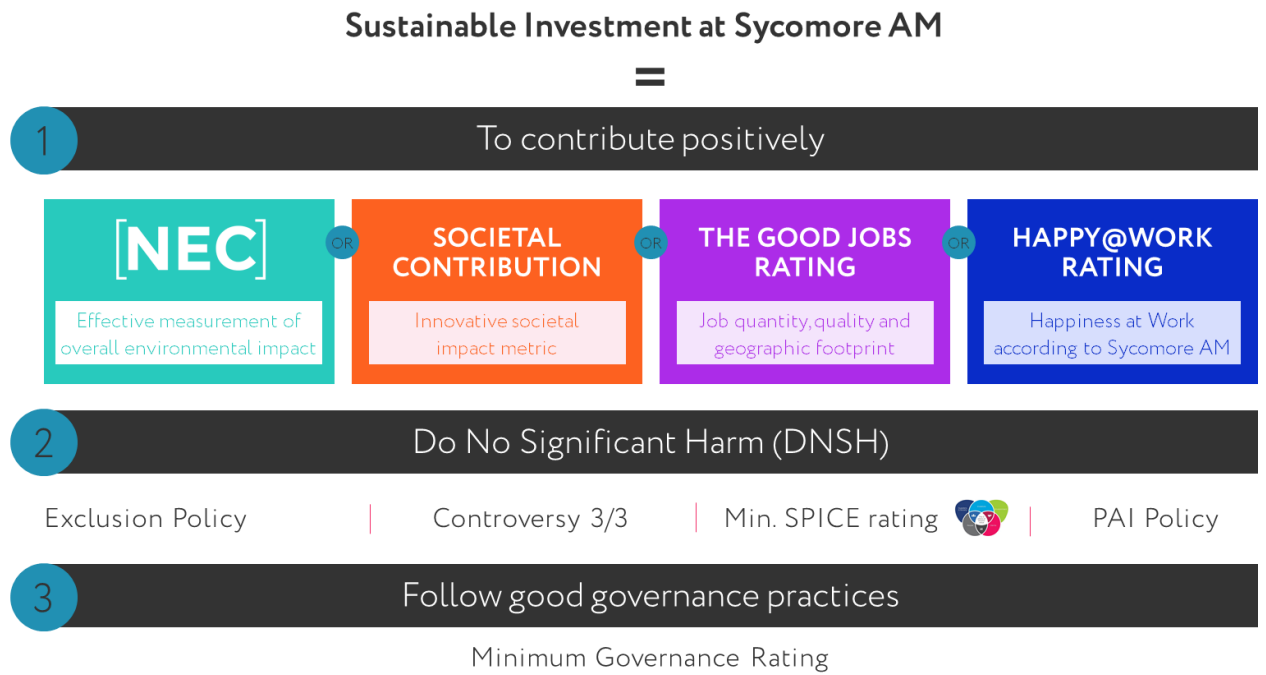 Sustainable Investment at Sycomore AM
=
1
To contribute positively
[NEC]
Effective measurement of
overall environmental impact
OR
SOCIETAL
CONTRIBUTION
Innovative societal
impact metric
OR
THE GOOD JOBS
RATING
Job quantity, quality and
geographic footprint
OR
HAPPY@WORK
RATING
Happiness at Work
according to Sycomore AM
2
Do No Significant Harm (DNSH)
Exclusion Policy
Controversy 3/3
Min. SPICE rating
PAI Policy
3
Follow good governance practices
Minimum Governance Rating